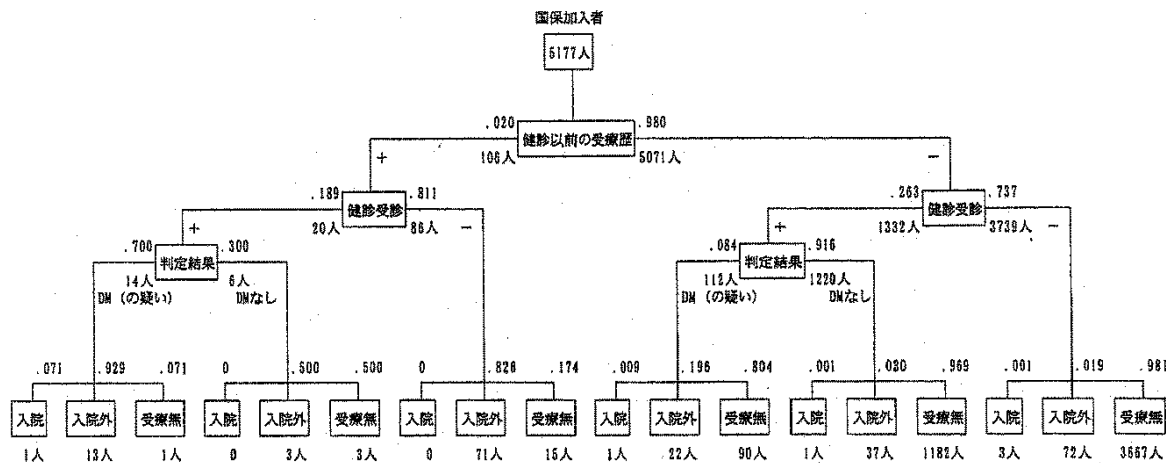 国保加入者
5177人
.020 健診以前の受療歴 .980
+ 106人 5071人 −
.189 健診受診 .811 .263 健診受診 .737
+ 20人 86人 − + 1332人 3739人 −
.700 判定結果 .300 .084 判定結果 .916
14人 6人 112人 1220人
DM (の疑い) DMなし DM (の疑い) DMなし
.071 .929 .071 0 .500 .500 0 .826 .174 .009 .196 .804 .001 .030 .969 .001 .019 .981
入院 入院外 受療無 入院 入院外 受療無 入院 入院外 受療無 入院 入院外 受療無 入院 入院外 受療無 入院 入院外 受療無
1人 13人 1人 0 3人 3人 0 71人 15人 1人 22人 90人 1人 37人 1182人 3人 72人 3667人